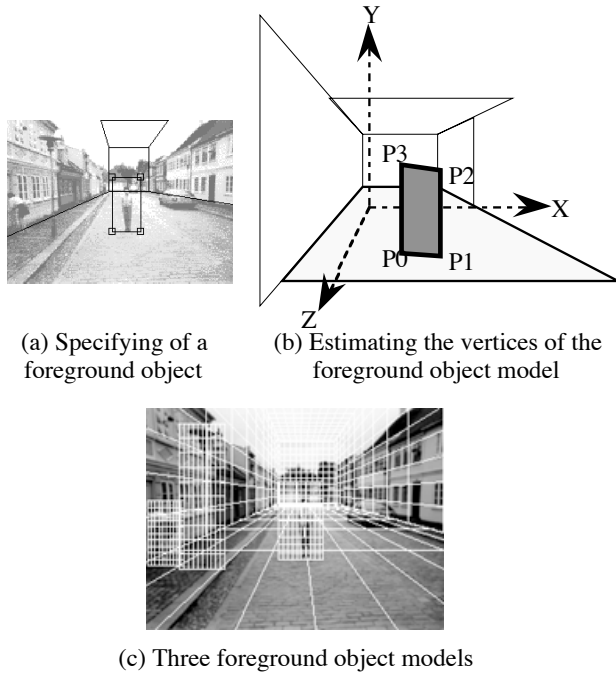 Y
P3
P2
X
P0
P1
Z
(a) Specifying of a
foreground object
(b) Estimating the vertices of the
foreground object model
(c) Three foreground object models